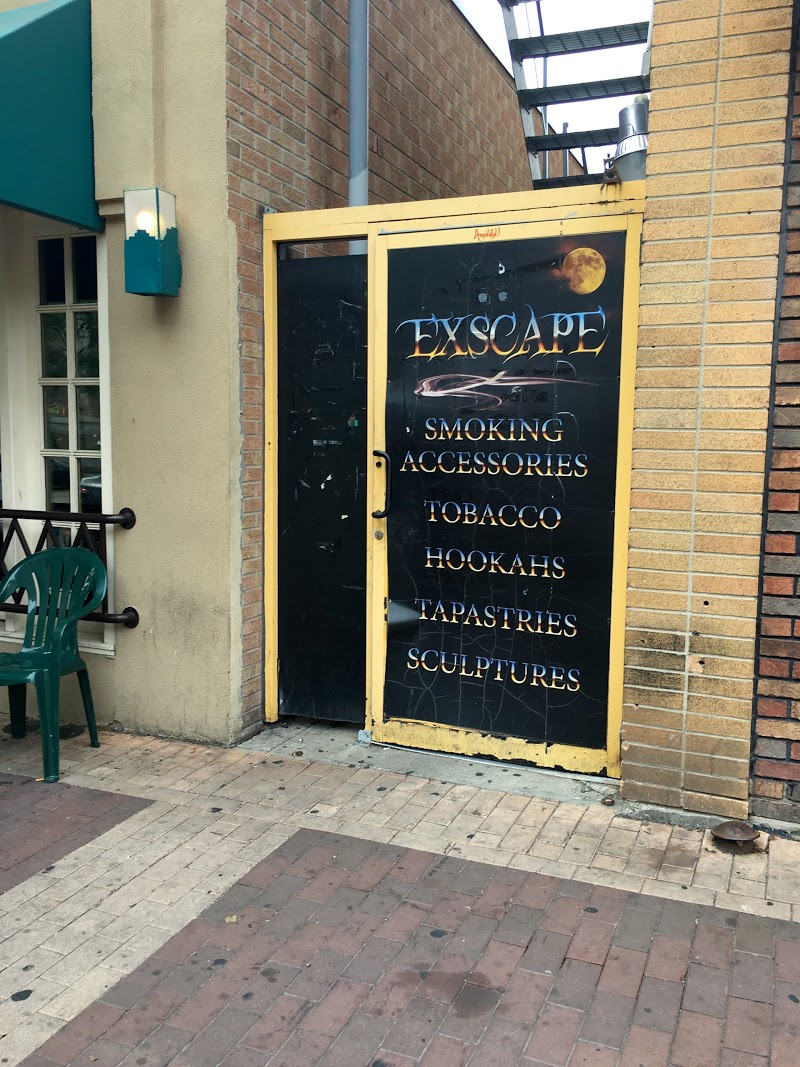 EXSCAPE
SMOKING
ACCESSORIES
TOBACCO
HOOKAHS
TAPASTRIES
SCULPTURES